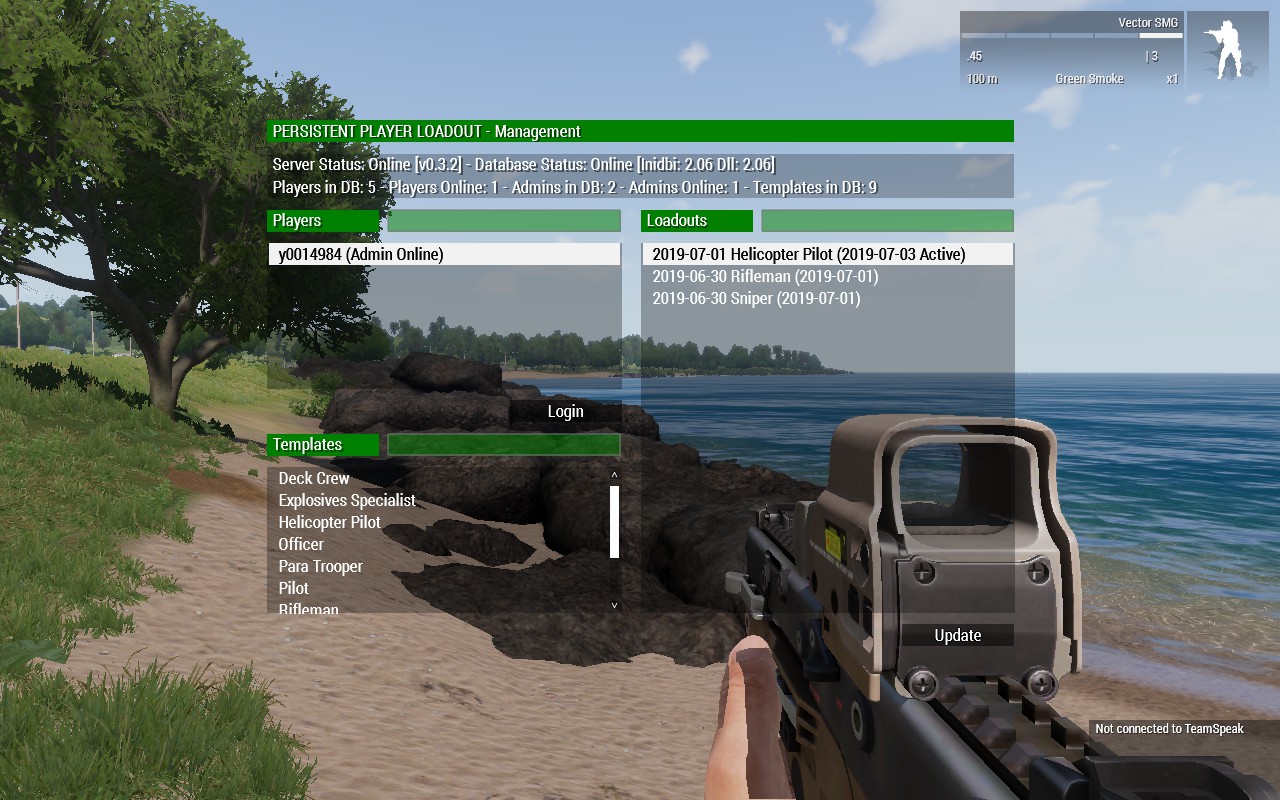 Vector SMG
.45 | 3
100 m Green Smoke x1
PERSISTENT PLAYER LOADOUT - Management
Server Status: Online [v0.3.2] - Database Status: Online [Inidbi: 2.06 Dll: 2.06]
Players in DB: 5 - Players Online: 1 - Admins in DB: 2 - Admins Online: 1 - Templates in DB: 9
Players
y0014984 (Admin Online)
Login
Templates
Deck Crew
Explosives Specialist
Helicopter Pilot
Officer
Para Trooper
Pilot
Rifleman
Loadouts
2019-07-01 Helicopter Pilot (2019-07-03 Active)
2019-06-30 Rifleman (2019-07-01)
2019-06-30 Sniper (2019-07-01)
Update
Not connected to TeamSpeak